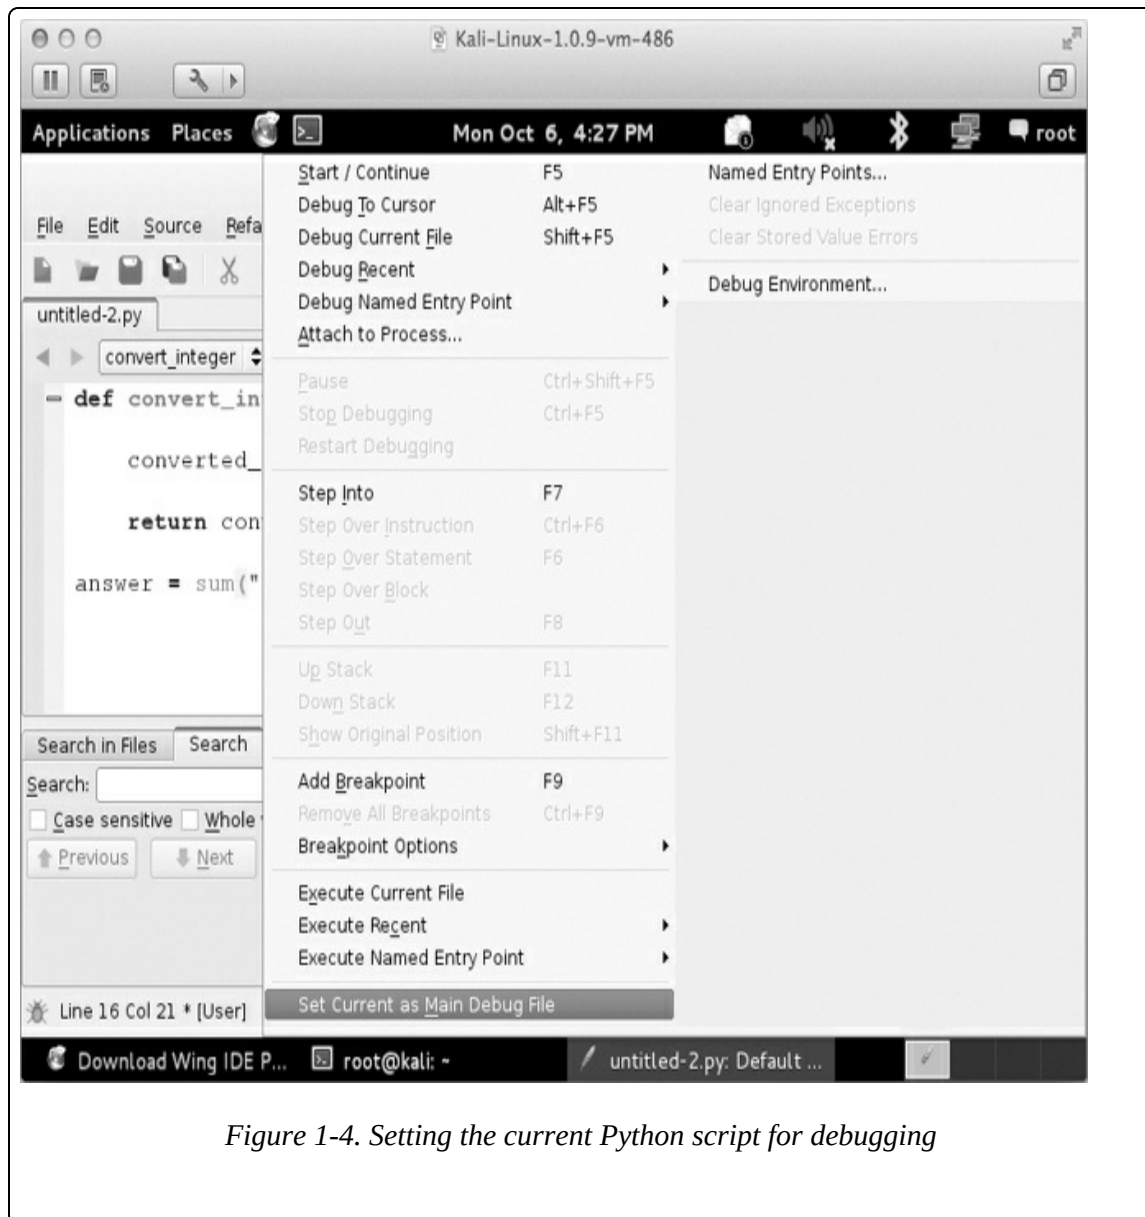 Kali-Linux-1.0.9-vm-486
Applications Places Mon Oct 6, 4:27 PM root
File Edit Source Refa
untitled-2.py
convert_integer
def convert_in
converted_
return con
answer = sum("
Search in Files Search
Search:
Case sensitive Whole
Previous Next
Line 16 Col 21 * [User]
Start / Continue F5
Debug To Cursor Alt+F5
Debug Current File Shift+F5
Debug Recent
Debug Named Entry Point
Attach to Process...
Pause Ctrl+Shift+F5
Stop Debugging Ctrl+F5
Restart Debugging
Step Into F7
Step Over Instruction Ctrl+F6
Step Over Statement F6
Step Over Block
Step Out F8
Up Stack F11
Down Stack F12
Show Original Position Shift+F11
Add Breakpoint F9
Remove All Breakpoints Ctrl+F9
Breakpoint Options
Execute Current File
Execute Recent
Execute Named Entry Point
Set Current as Main Debug File
Named Entry Points...
Clear Ignored Exceptions
Clear Stored Value Errors
Debug Environment...
Download Wing IDE P... root@kali: ~ untitled-2.py: Default ...
Figure 1-4. Setting the current Python script for debugging